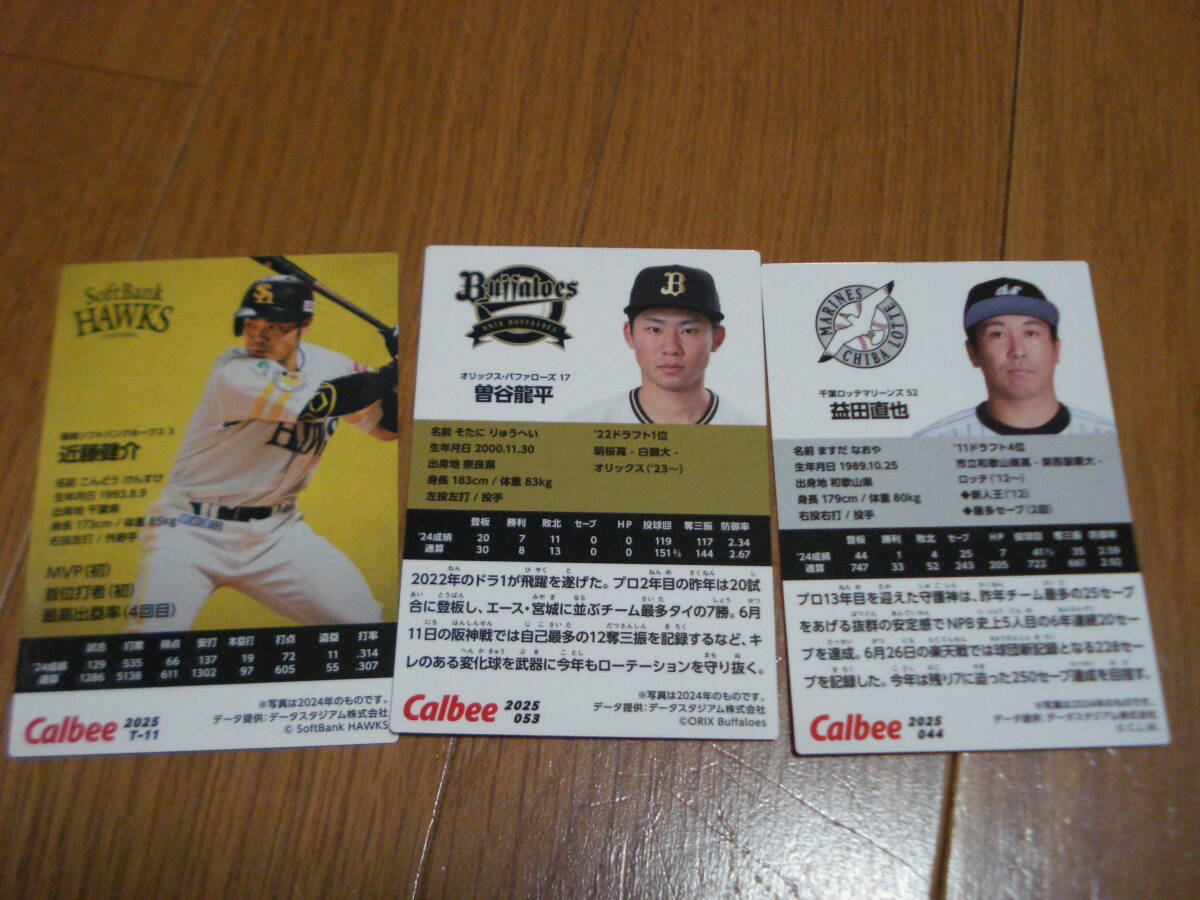 SoftBank
HAWKS
福岡ソフトバンクホークス 3
近藤健介
名前 こんどう けんすけ
生年月日 1993.8.9
出身地 千葉県
身長 173cm / 体重 85kg
右投左打 / 外野手
MVP(初)
首位打者(初)
最高出塁率(4回目)
試合 打数 得点 安打 本塁打 打点 盗塁 打率
'24成績 129 535 66 137 19 72 11 .314
通算 1286 5138 611 1302 97 605 55 .307
※写真は2024年のものです。
データ提供:データスタジアム株式会社
© SoftBank HAWKS
Calbee 2025
T-11
Buffaloes
ORIX BUFFALOES
B
オリックス・バファローズ 17
曽谷龍平
名前 そたに りゅうへい
生年月日 2000.11.30
出身地 奈良県
身長 183cm / 体重 83kg
左投左打 / 投手
'22ドラフト1位
明桜高 - 白鷗大 -
オリックス('23~)
登板 勝利 敗北 セーブ HP 投球回 奪三振 防御率
'24成績 20 7 11 0 0 119 117 2.34
通算 30 8 13 0 0 151⅔ 144 2.67
2022年のドラ1が飛躍を遂げた。プロ2年目の昨年は20試
合に登板し、エース・宮城に並ぶチーム最多タイの7勝。6月
11日の阪神戦では自己最多の12奪三振を記録するなど、キ
レのある変化球を武器に今年もローテーションを守り抜く。
※写真は2024年のものです。
データ提供:データスタジアム株式会社
©ORIX Buffaloes
Calbee 2025
053
MARINES
CHIBA LOTTE
千葉ロッテマリーンズ 52
益田直也
名前 ますだ なおや
生年月日 1989.10.25
出身地 和歌山県
身長 179cm / 体重 80kg
右投右打 / 投手
'11ドラフト4位
市立和歌山商高 - 関西国際大 -
ロッテ('12~)
◆新人王('12)
◆最多セーブ(2回)
登板 勝利 敗北 セーブ HP 投球回 奪三振 防御率
'24成績 44 1 4 25 7 41⅔ 35 2.59
通算 747 33 52 243 205 722 661 2.92
プロ13年目を迎えた守護神は、昨年チーム最多の25セーブ
をあげる抜群の安定感でNPB史上5人目の6年連続20セー
ブを達成。6月26日の楽天戦では球団新記録となる228セー
ブを記録した。今年は残り7に迫った250セーブ達成を目指す。
※写真は2024年のものです。
データ提供:データスタジアム株式会社
© C.L.M.
Calbee 2025
044